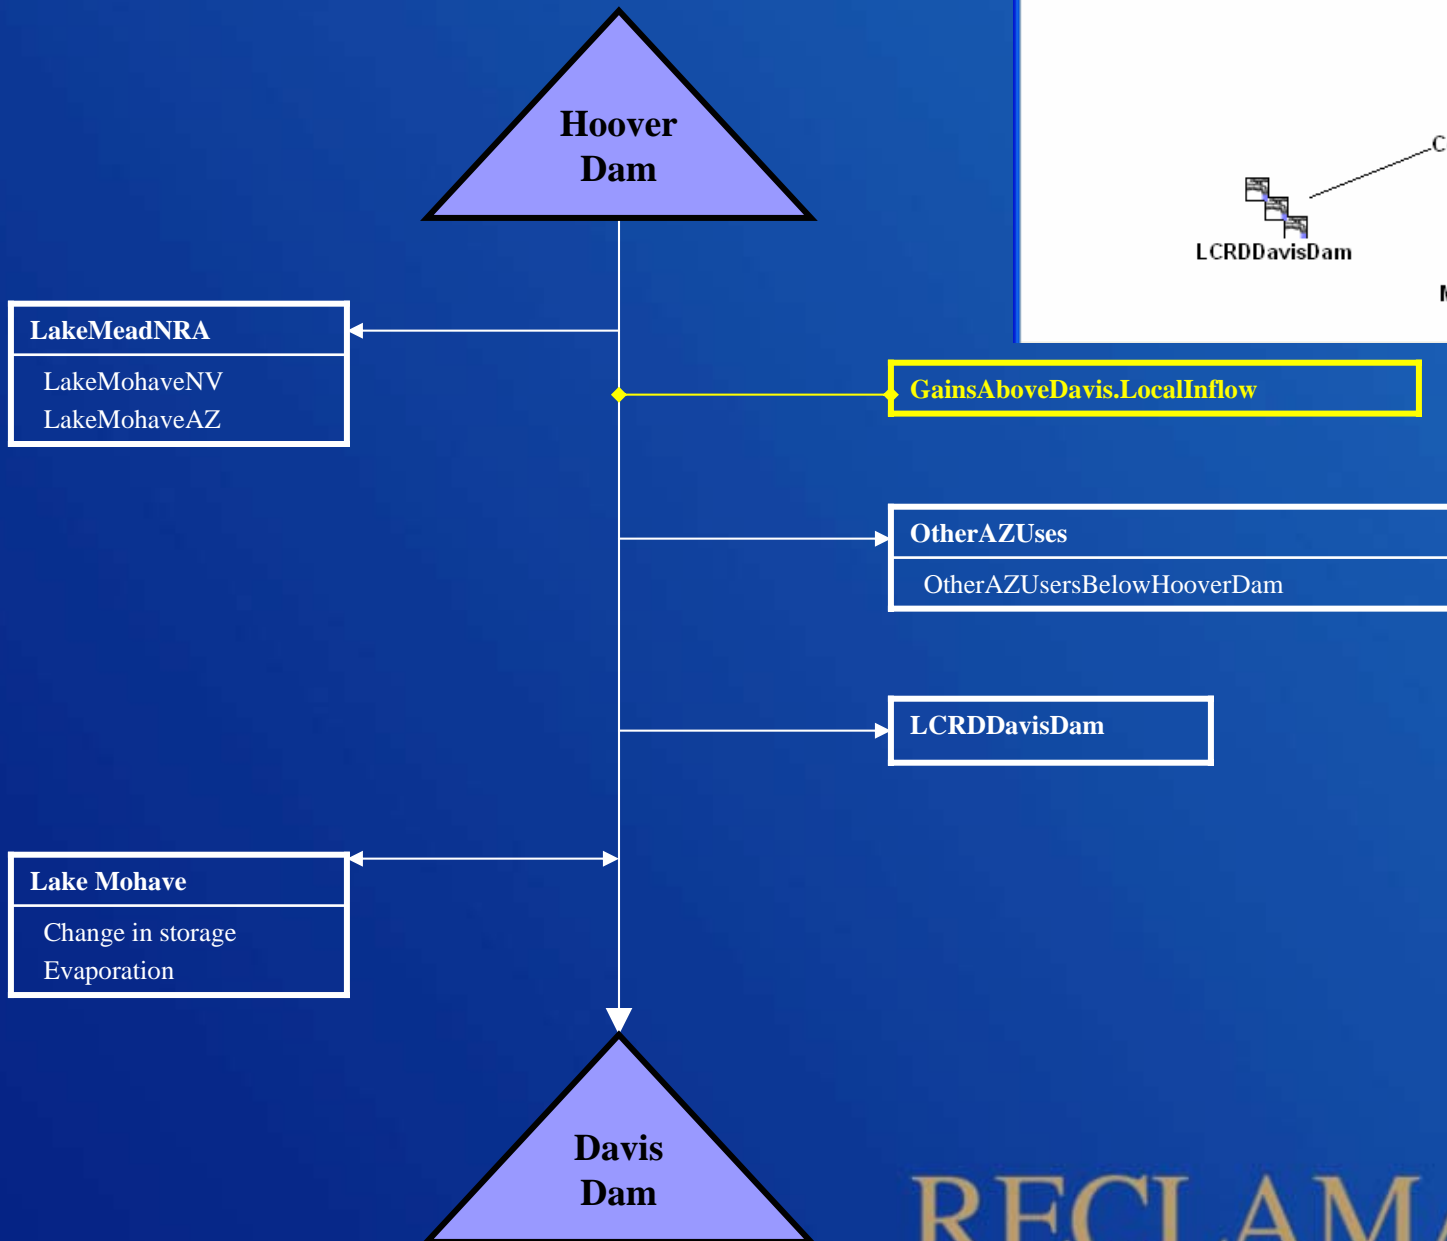 Hoover
Dam
LCRDDavisDam
LakeMeadNRA
LakeMohaveNV
LakeMohaveAZ
GainsAboveDavis.LocalInflow
OtherAZUses
OtherAZUsersBelowHooverDam
LCRDDavisDam
Lake Mohave
Change in storage
Evaporation
Davis
Dam